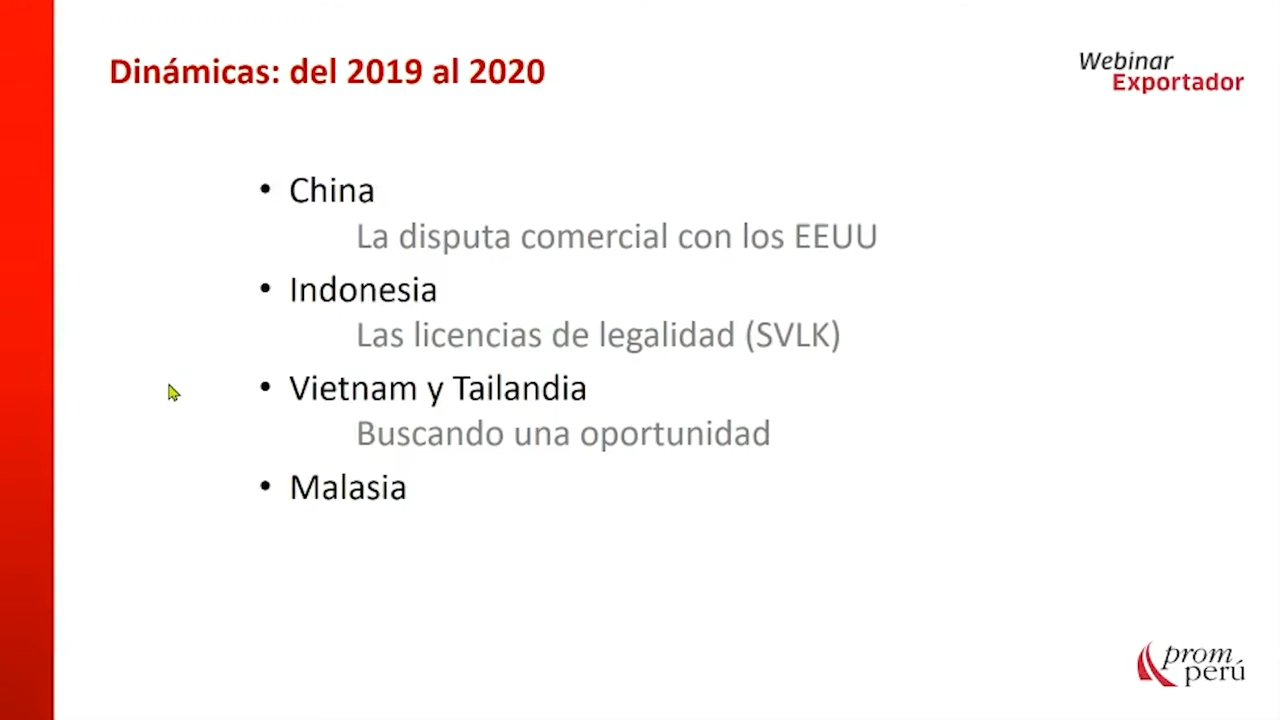 Dinámicas: del 2019 al 2020
Webinar
Exportador
• China
La disputa comercial con los EEUU
• Indonesia
Las licencias de legalidad (SVLK)
• Vietnam y Tailandia
Buscando una oportunidad
• Malasia
prom
perú